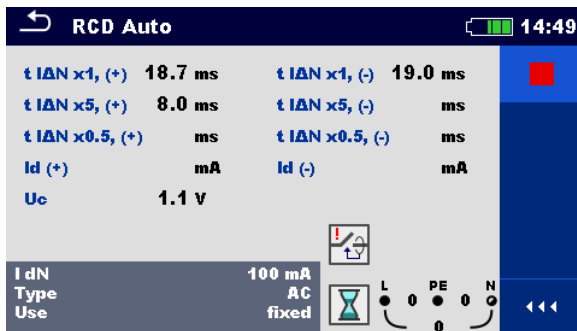 RCD Auto 14:49
t IΔN x1, (+) 18.7 ms t IΔN x1, (-) 19.0 ms
t IΔN x5, (+) 8.0 ms t IΔN x5, (-) ms
t IΔN x0.5, (+) ms t IΔN x0.5, (-) ms
Id (+) mA Id (-) mA
Uc 1.1 V
I dN 100 mA
Type AC
Use fixed
L PE N
0 0
0